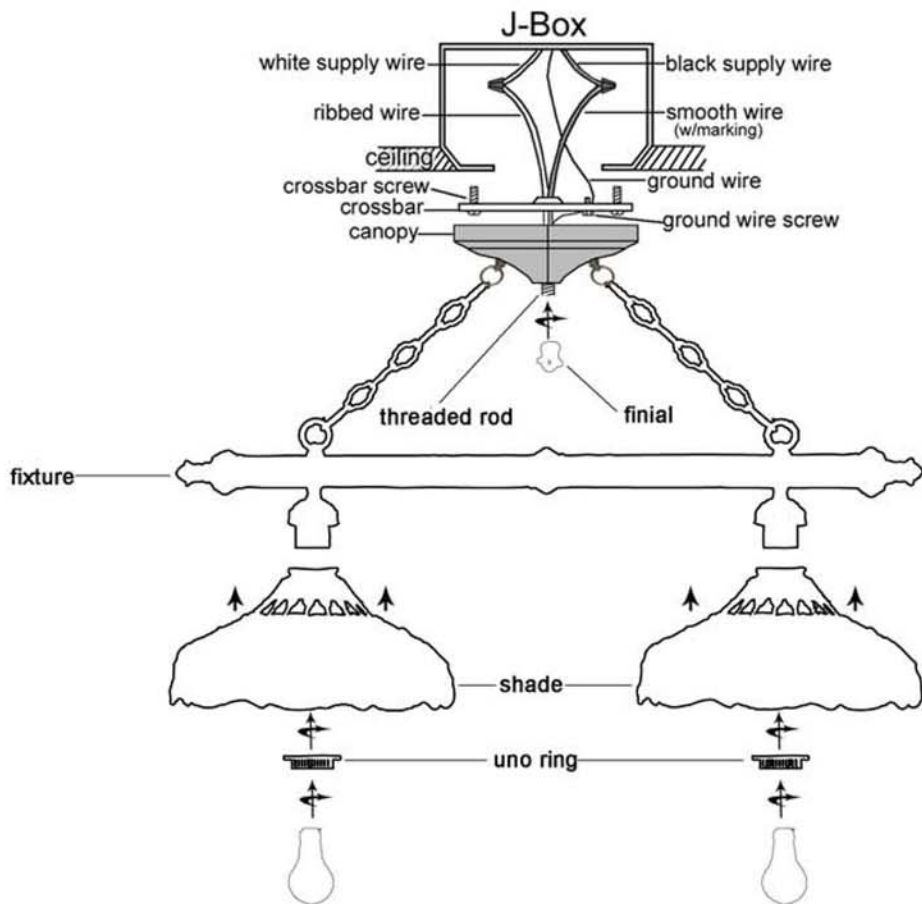 J-Box
white supply wire
black supply wire
ribbed wire
smooth wire
(w/marking)
ceiling
crossbar screw
ground wire
crossbar
ground wire screw
canopy
threaded rod
finial
fixture
shade
uno ring